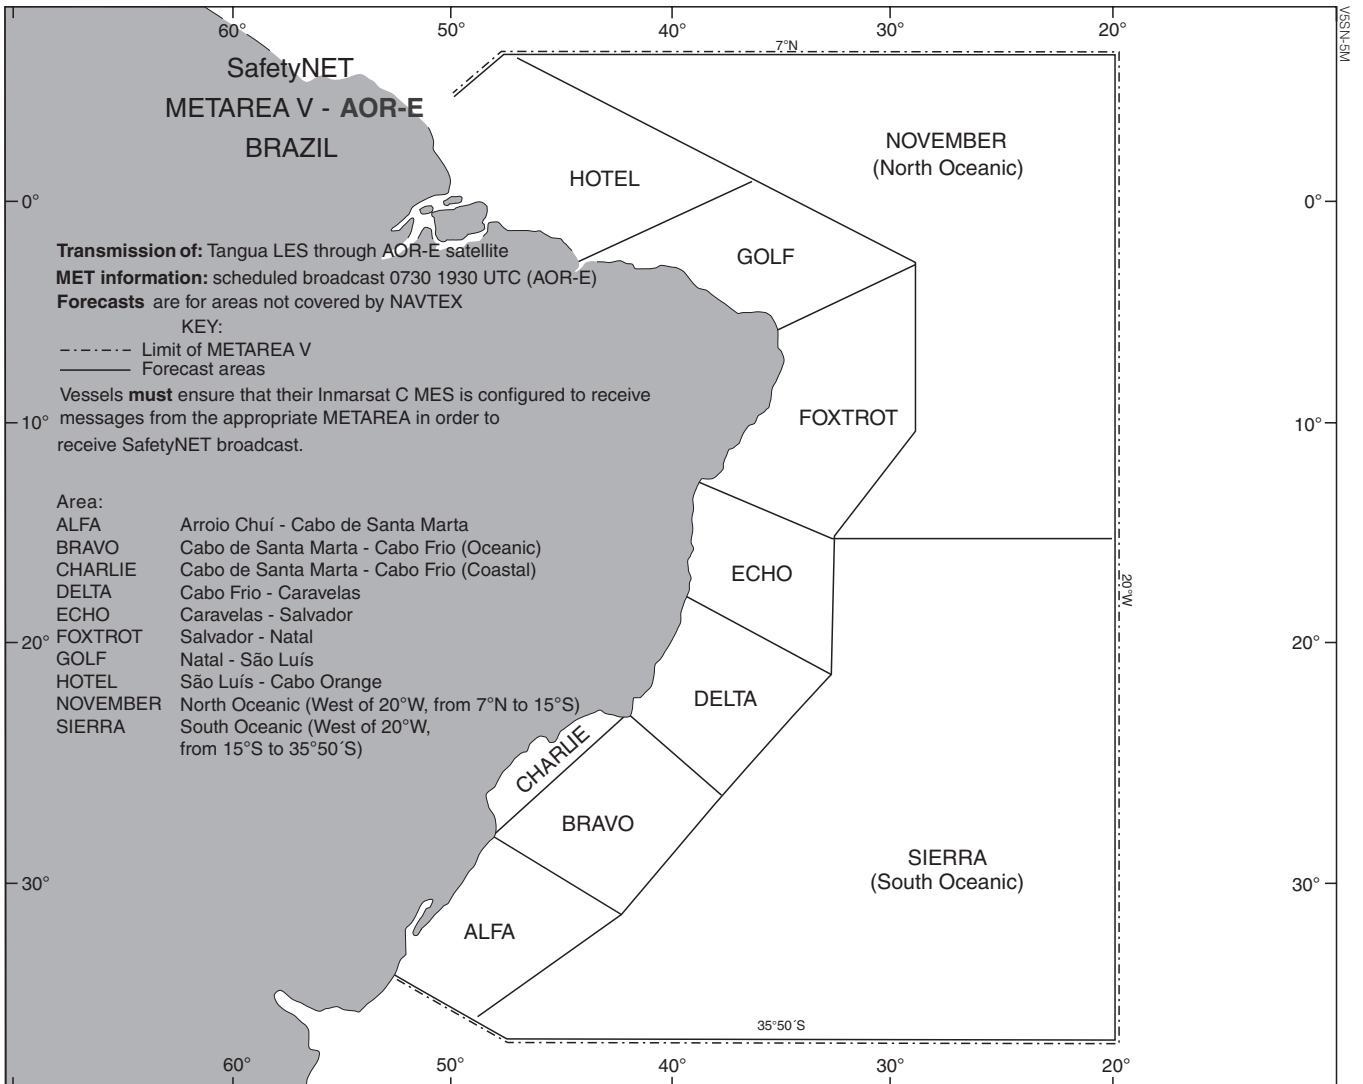 60° 50° 40° 30° 20°
V5SN-5M
7°N
SafetyNET
METAREA V - AOR-E
BRAZIL
NOVEMBER
(North Oceanic)
HOTEL
0° 0°
Transmission of: Tangua LES through AOR-E satellite
GOLF
MET information: scheduled broadcast 0730 1930 UTC (AOR-E)
Forecasts are for areas not covered by NAVTEX
KEY:
Limit of METAREA V
Forecast areas
Vessels must ensure that their Inmarsat C MES is configured to receive
messages from the appropriate METAREA in order to
receive SafetyNET broadcast.
10° 10°
FOXTROT
Area:
ALFA Arroio Chuí - Cabo de Santa Marta
BRAVO Cabo de Santa Marta - Cabo Frio (Oceanic)
CHARLIE Cabo de Santa Marta - Cabo Frio (Coastal)
DELTA Cabo Frio - Caravelas
ECHO Caravelas - Salvador
FOXTROT Salvador - Natal
GOLF Natal - São Luís
HOTEL São Luís - Cabo Orange
NOVEMBER North Oceanic (West of 20°W, from 7°N to 15°S)
SIERRA South Oceanic (West of 20°W,
from 15°S to 35°50´S)
ECHO
20°W
20° 20°
DELTA
CHARLIE
BRAVO
SIERRA
(South Oceanic)
30° 30°
ALFA
35°50´S
60° 50° 40° 30° 20°